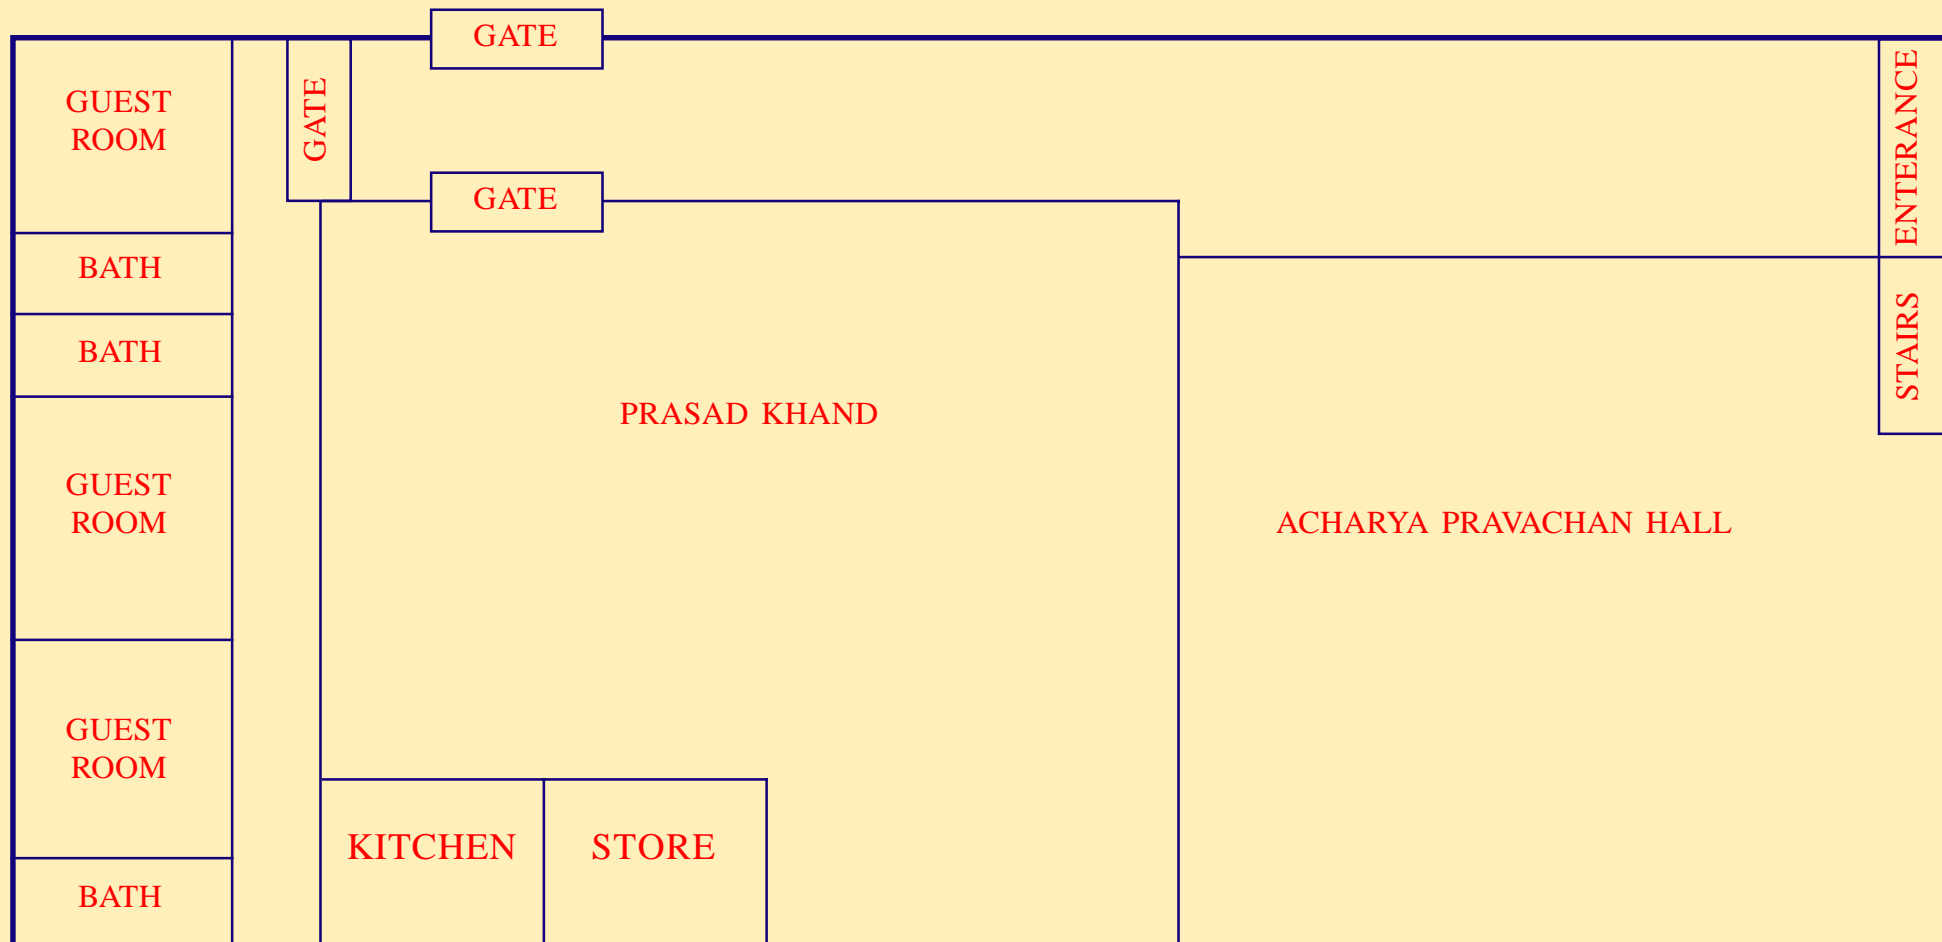 GATE
GUEST
ROOM
GATE
ENTERANCE
GATE
BATH
STAIRS
BATH
PRASAD KHAND
GUEST
ROOM
ACHARYA PRAVACHAN HALL
GUEST
ROOM
KITCHEN
STORE
BATH